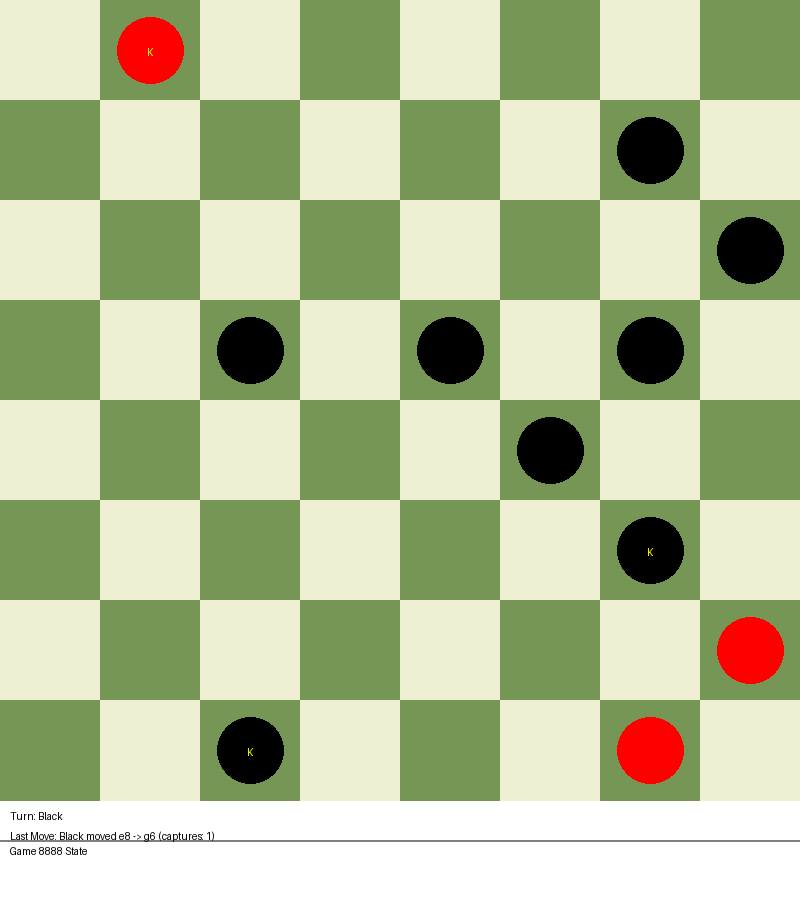 K
K
K
Turn: Black
Last Move: Black moved e8 -> g6 (captures: 1)
Game 8888 State